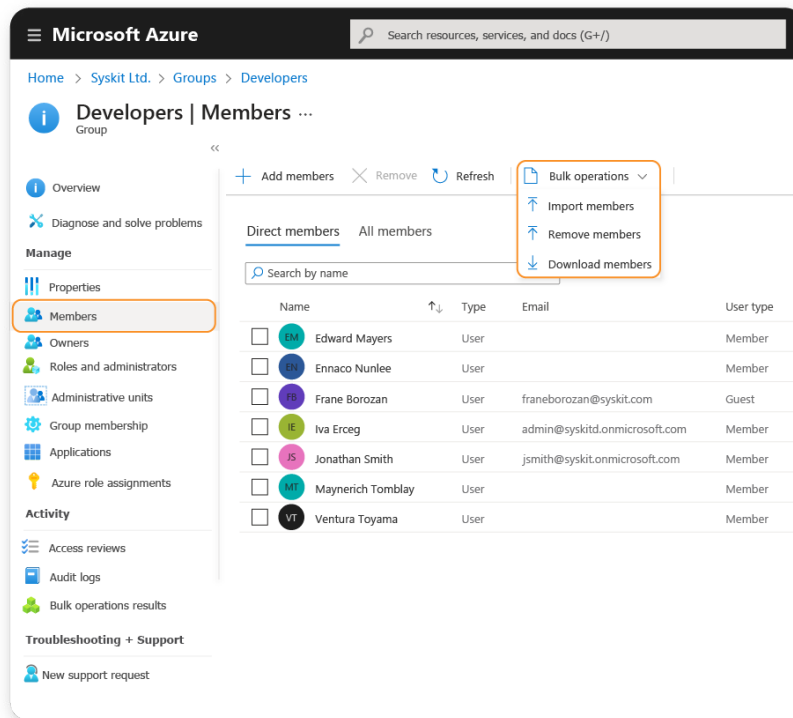 Microsoft Azure
Search resources, services, and docs (G+/)
Home > Syskit Ltd. > Groups > Developers
i
Developers | Members ...
Group
«
i Overview
Diagnose and solve problems
Manage
Properties
Members
Owners
Roles and administrators
Administrative units
Group membership
Applications
Azure role assignments
Activity
Access reviews
Audit logs
Bulk operations results
Troubleshooting + Support
New support request
Add members Remove Refresh Bulk operations
Import members
Remove members
Download members
Direct members All members
Search by name
Name Type Email User type
EM Edward Mayers User Member
EN Ennaco Nunlee User Member
FB Frane Borozan User franeborozan@syskit.com Guest
IE Iva Erceg User admin@syskitd.onmicrosoft.com Member
JS Jonathan Smith User jsmith@syskit.onmicrosoft.com Member
MT Maynerich Tomblay User Member
VT Ventura Toyama User Member